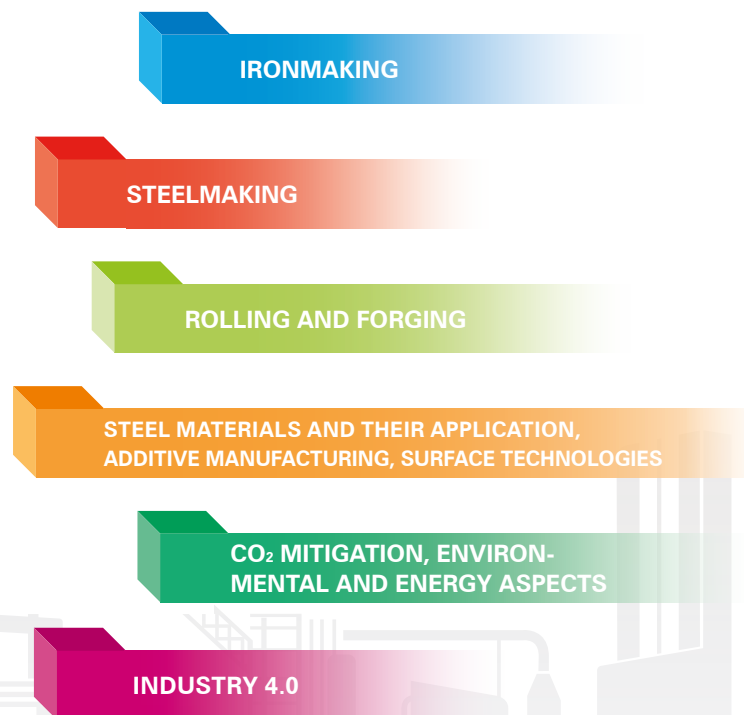 IRONMAKING
STEELMAKING
ROLLING AND FORGING
STEEL MATERIALS AND THEIR APPLICATION,
ADDITIVE MANUFACTURING, SURFACE TECHNOLOGIES
CO₂ MITIGATION, ENVIRON-
MENTAL AND ENERGY ASPECTS
INDUSTRY 4.0